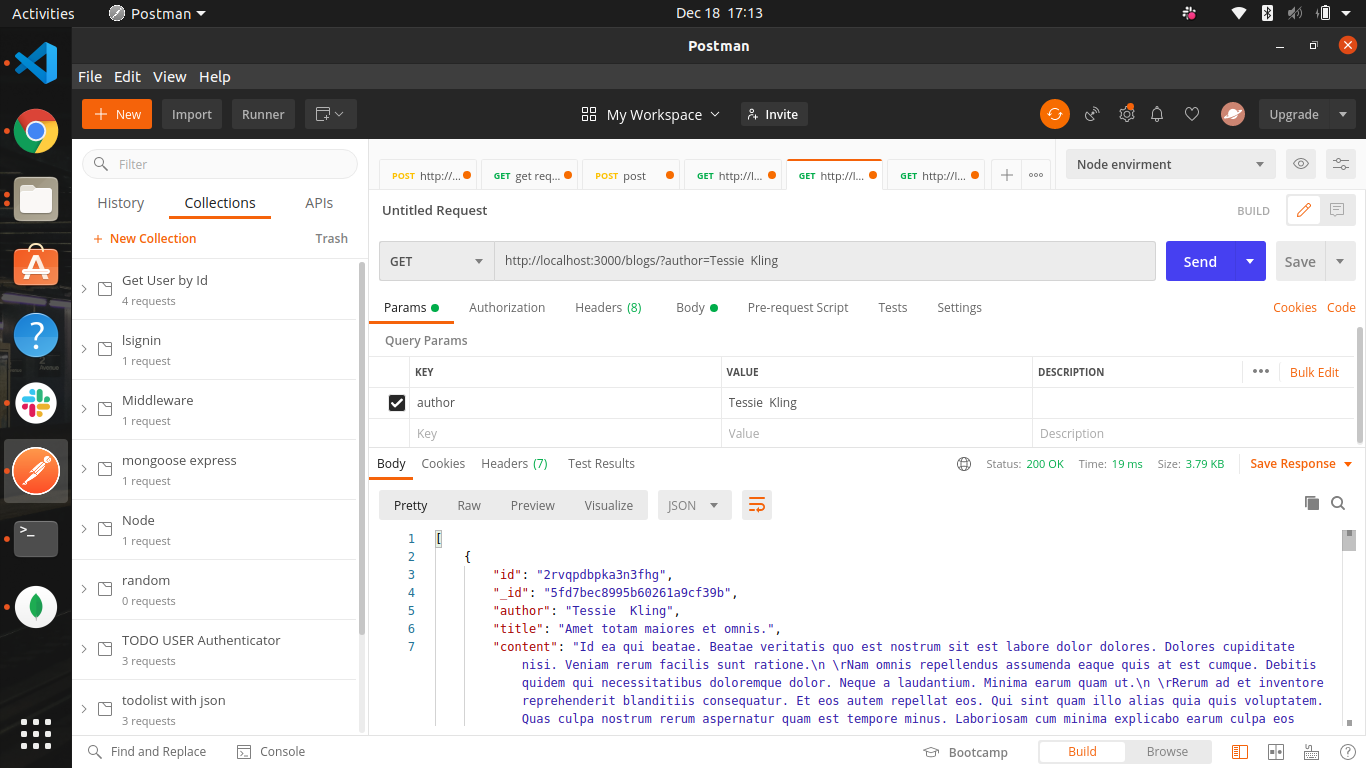 Activities Postman Dec 18 17:13
Postman
File Edit View Help
+ New Import Runner My Workspace Invite Upgrade
Filter
History Collections APIs
+ New Collection Trash
Get User by Id
4 requests
lsignin
1 request
Middleware
1 request
mongoose express
1 request
Node
1 request
random
0 requests
TODO USER Authenticator
3 requests
todolist with json
3 requests
POST http://... GET get req... POST post GET http://l... GET http://l... GET http://l... + ooo Node envirment
Untitled Request BUILD
GET http://localhost:3000/blogs/?author=Tessie  Kling Send Save
Params Authorization Headers (8) Body Pre-request Script Tests Settings Cookies Code
Query Params
KEY VALUE DESCRIPTION ••• Bulk Edit
author Tessie  Kling
Key Value Description
Body Cookies Headers (7) Test Results Status: 200 OK Time: 19 ms Size: 3.79 KB Save Response
Pretty Raw Preview Visualize JSON
1 [
2 {
3 "id": "2rvqpdbpka3n3fhg",
4 "_id": "5fd7bec8995b60261a9cf39b",
5 "author": "Tessie  Kling",
6 "title": "Amet totam maiores et omnis.",
7 "content": "Id ea qui beatae. Beatae veritatis quo est nostrum sit est labore dolor dolores. Dolores cupiditate
nisi. Veniam rerum facilis sunt ratione.\n \rNam omnis repellendus assumenda eaque quis at est cumque. Debitis
quidem qui necessitatibus doloremque dolor. Neque a laudantium. Minima earum quam ut.\n \rRerum ad et inventore
reprehenderit blanditiis consequatur. Et eos autem repellat eos. Qui sint quam illo alias quia quis voluptatem.
Quas culpa nostrum rerum aspernatur quam est tempore minus. Laboriosam cum minima explicabo earum culpa eos
Find and Replace Console Bootcamp Build Browse